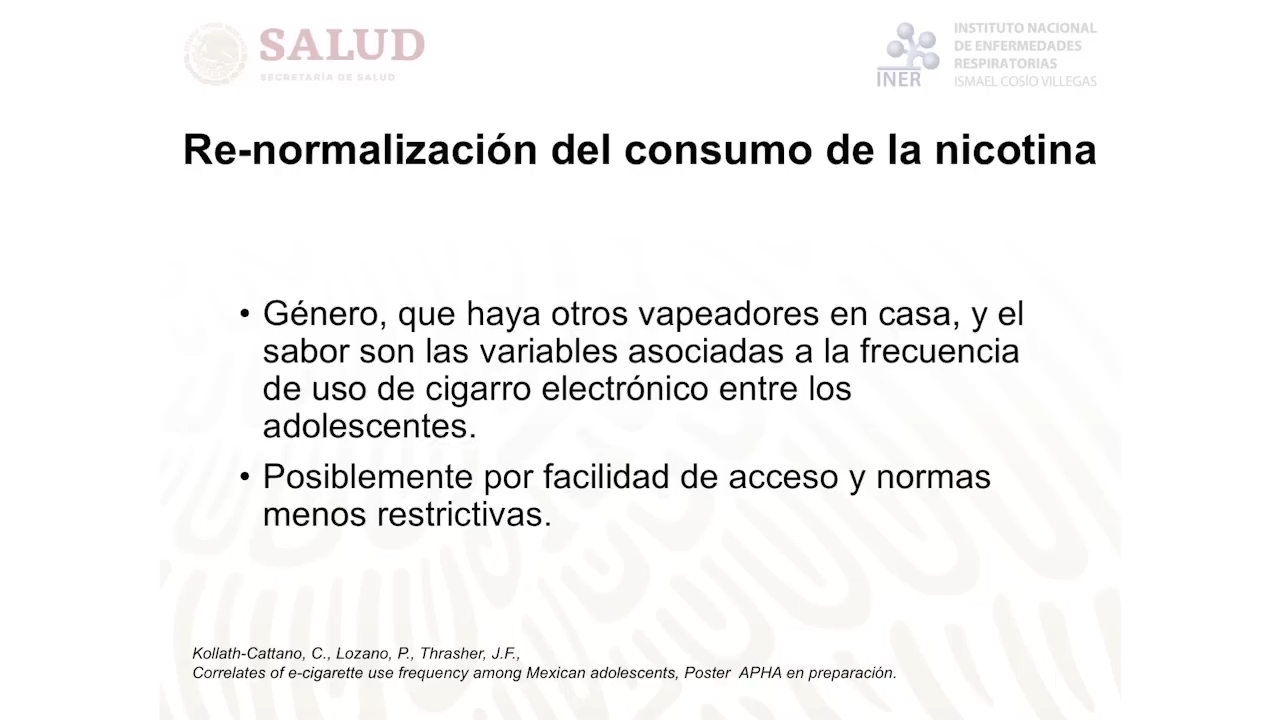 SALUD
SECRETARÍA DE SALUD
INER
INSTITUTO NACIONAL
DE ENFERMEDADES
RESPIRATORIAS
ISMAEL COSÍO VILLEGAS
Re-normalización del consumo de la nicotina
• Género, que haya otros vapeadores en casa, y el
sabor son las variables asociadas a la frecuencia
de uso de cigarro electrónico entre los
adolescentes.
• Posiblemente por facilidad de acceso y normas
menos restrictivas.
Kollath-Cattano, C., Lozano, P., Thrasher, J.F.,
Correlates of e-cigarette use frequency among Mexican adolescents, Poster APHA en preparación.